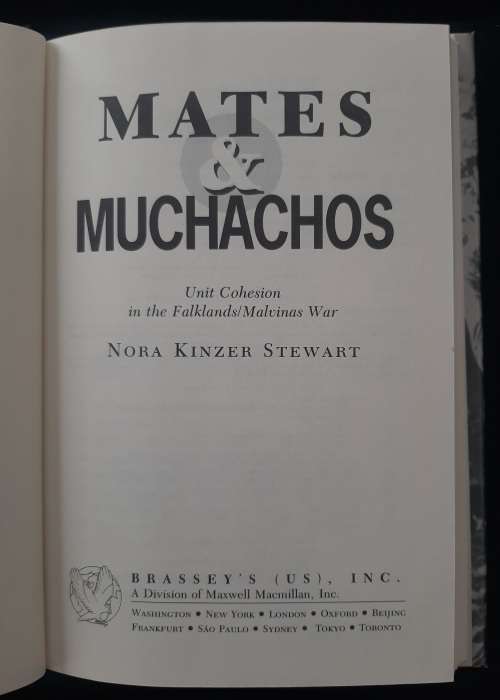 MATES
&
MUCHACHOS
Unit Cohesion
in the Falklands/Malvinas War
NORA KINZER STEWART
BRASSEY'S (US), INC.
A Division of Maxwell Macmillan, Inc.
WASHINGTON • NEW YORK • LONDON • OXFORD • BEIJING
FRANKFURT • SÃO PAULO • SYDNEY • TOKYO • TORONTO